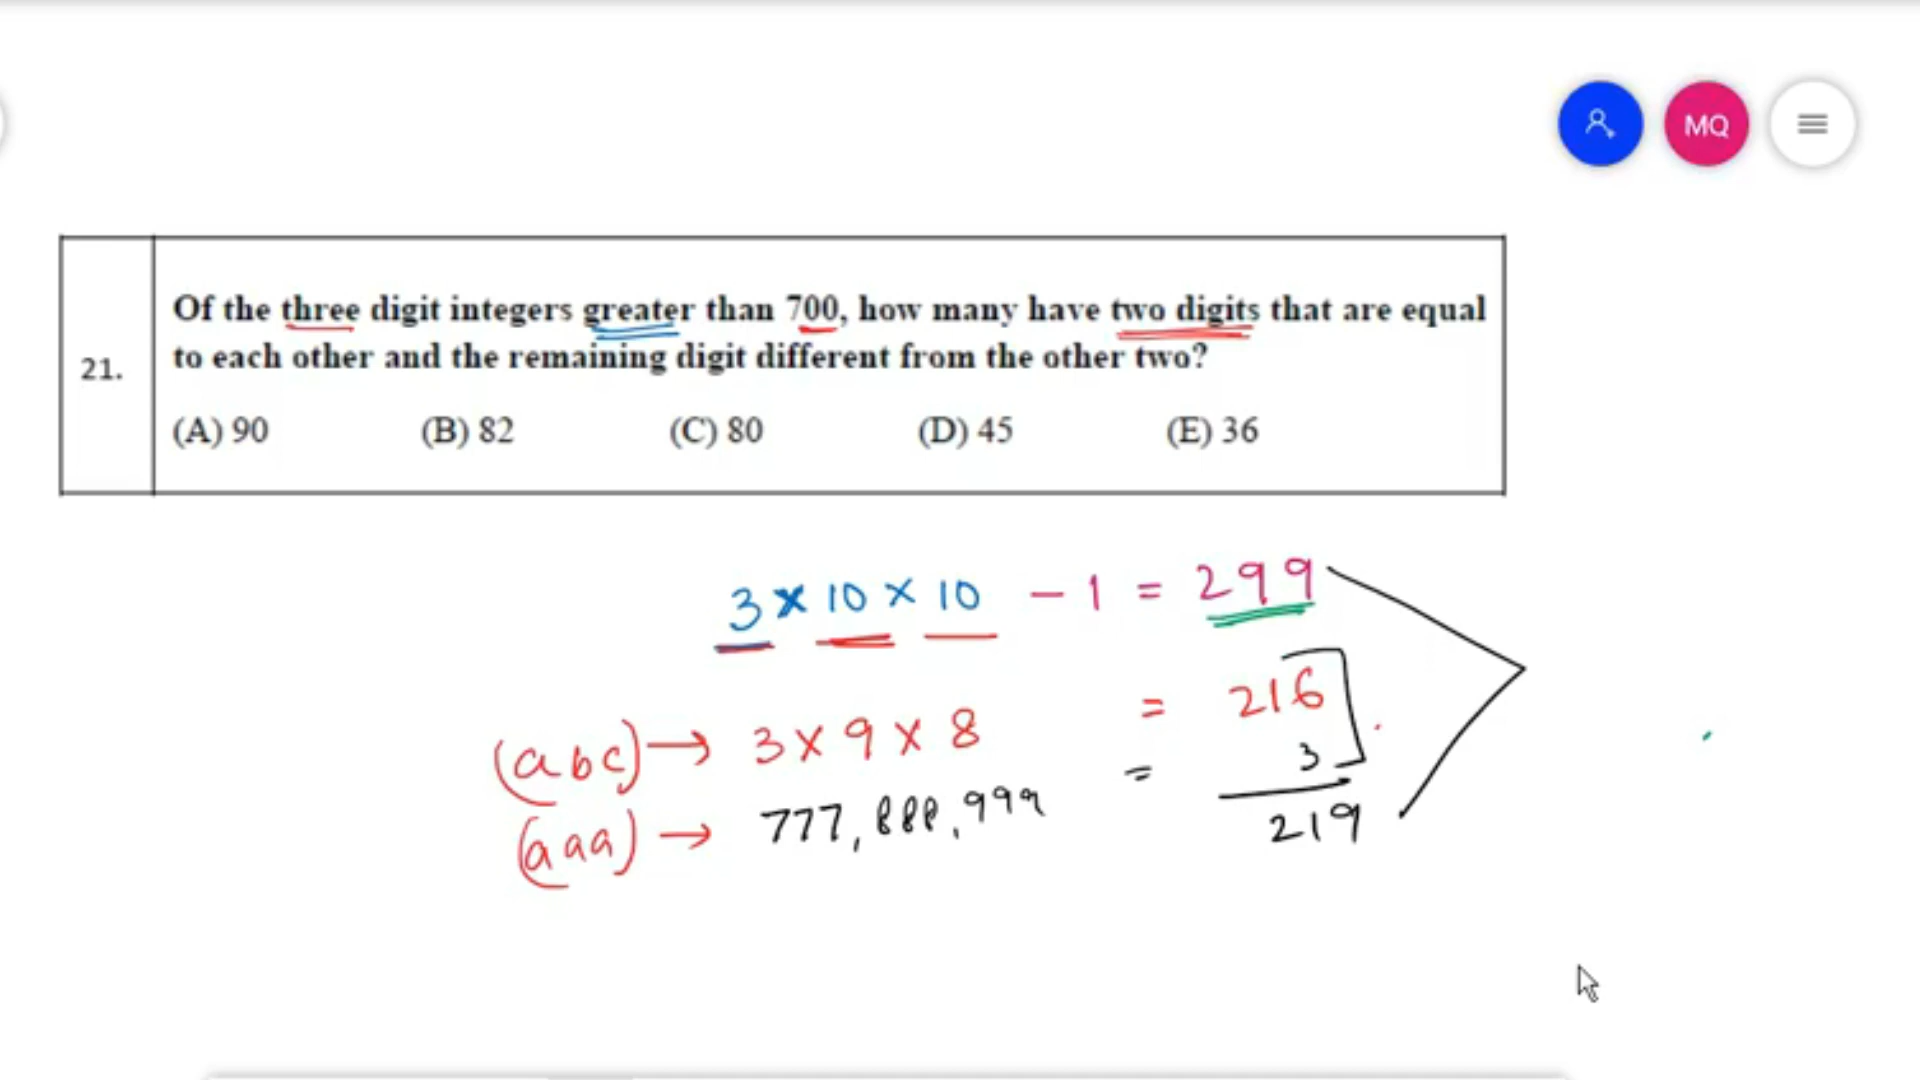 MQ
21.
Of the three digit integers greater than 700, how many have two digits that are equal
to each other and the remaining digit different from the other two?
(A) 90 (B) 82 (C) 80 (D) 45 (E) 36
3 × 10 × 10 − 1 = 299
(abc) → 3 × 9 × 8 = 216
(aaa) → 777, 888, 999 = 3
219